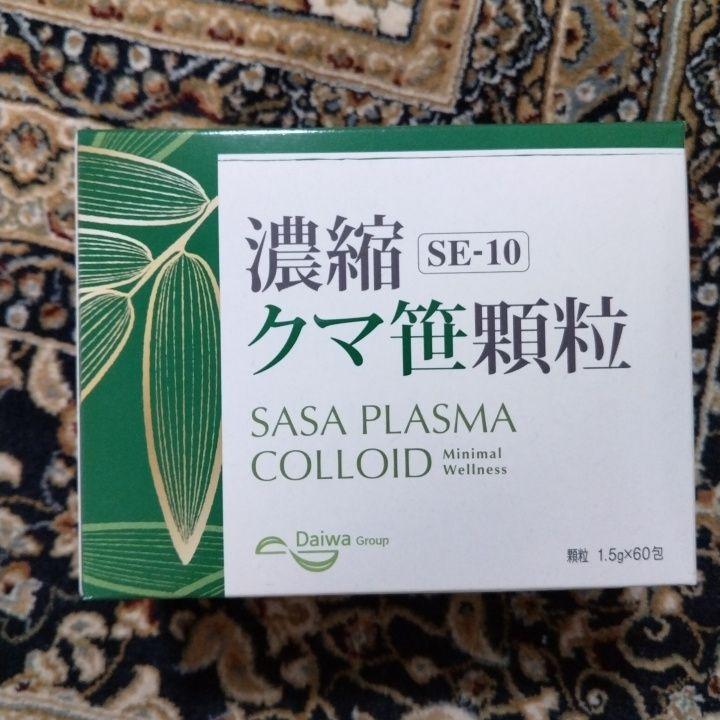 濃縮 SE-10
クマ笹顆粒
SASA PLASMA
COLLOID Minimal
Wellness
Daiwa Group
顆粒 1.5g×60包